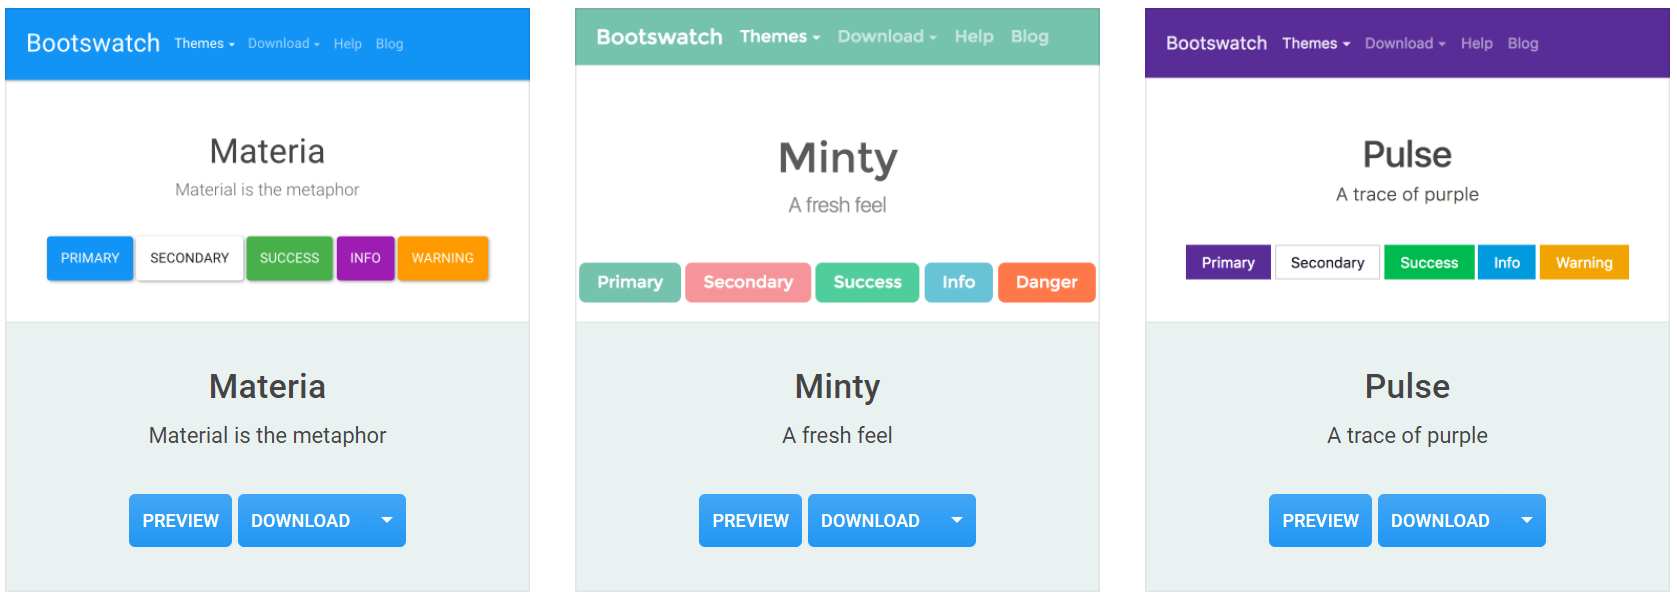 Bootswatch Themes Download Help Blog
Materia
Material is the metaphor
PRIMARY SECONDARY SUCCESS INFO WARNING
Materia
Material is the metaphor
PREVIEW DOWNLOAD
Bootswatch Themes Download Help Blog
Minty
A fresh feel
Primary Secondary Success Info Danger
Minty
A fresh feel
PREVIEW DOWNLOAD
Bootswatch Themes Download Help Blog
Pulse
A trace of purple
Primary Secondary Success Info Warning
Pulse
A trace of purple
PREVIEW DOWNLOAD